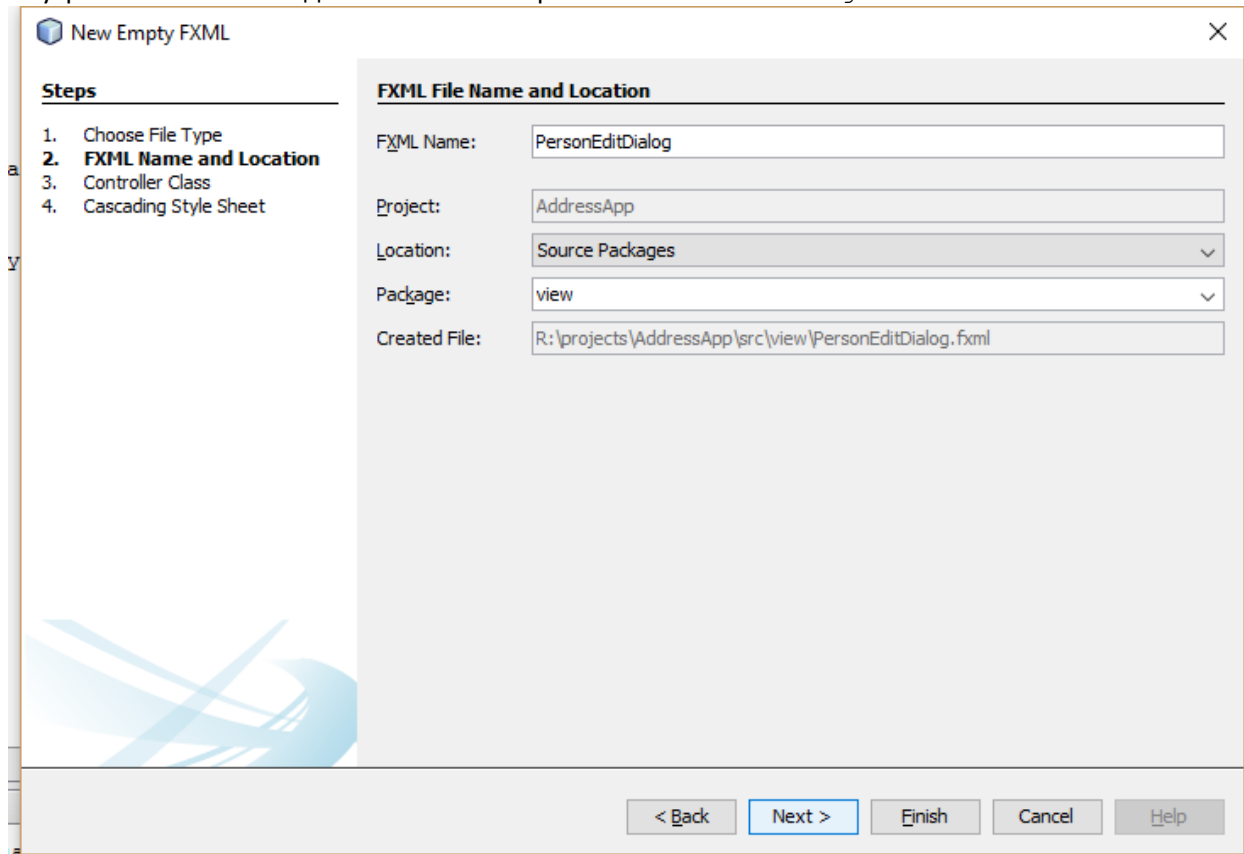 New Empty FXML
Steps
1. Choose File Type
2. FXML Name and Location
3. Controller Class
4. Cascading Style Sheet
FXML File Name and Location
FXML Name: PersonEditDialog
Project: AddressApp
Location: Source Packages
Package: view
Created File: R:\projects\AddressApp\src\view\PersonEditDialog.fxml
< Back Next > Finish Cancel Help